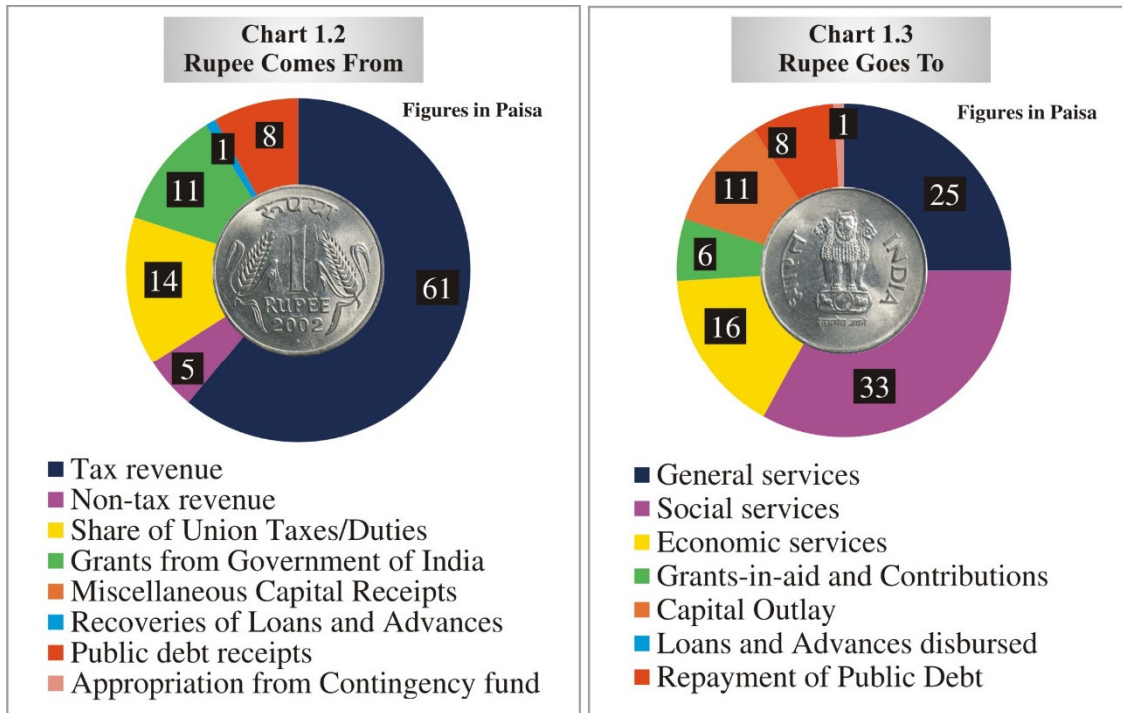 Chart 1.2
Rupee Comes From
Figures in Paisa
8
1
11
14
5
61
रूपया
1
RUPEE
2002
Tax revenue
Non-tax revenue
Share of Union Taxes/Duties
Grants from Government of India
Miscellaneous Capital Receipts
Recoveries of Loans and Advances
Public debt receipts
Appropriation from Contingency fund
Chart 1.3
Rupee Goes To
Figures in Paisa
1
8
11
6
16
33
25
भारत
INDIA
सत्यमेव जयते
General services
Social services
Economic services
Grants-in-aid and Contributions
Capital Outlay
Loans and Advances disbursed
Repayment of Public Debt